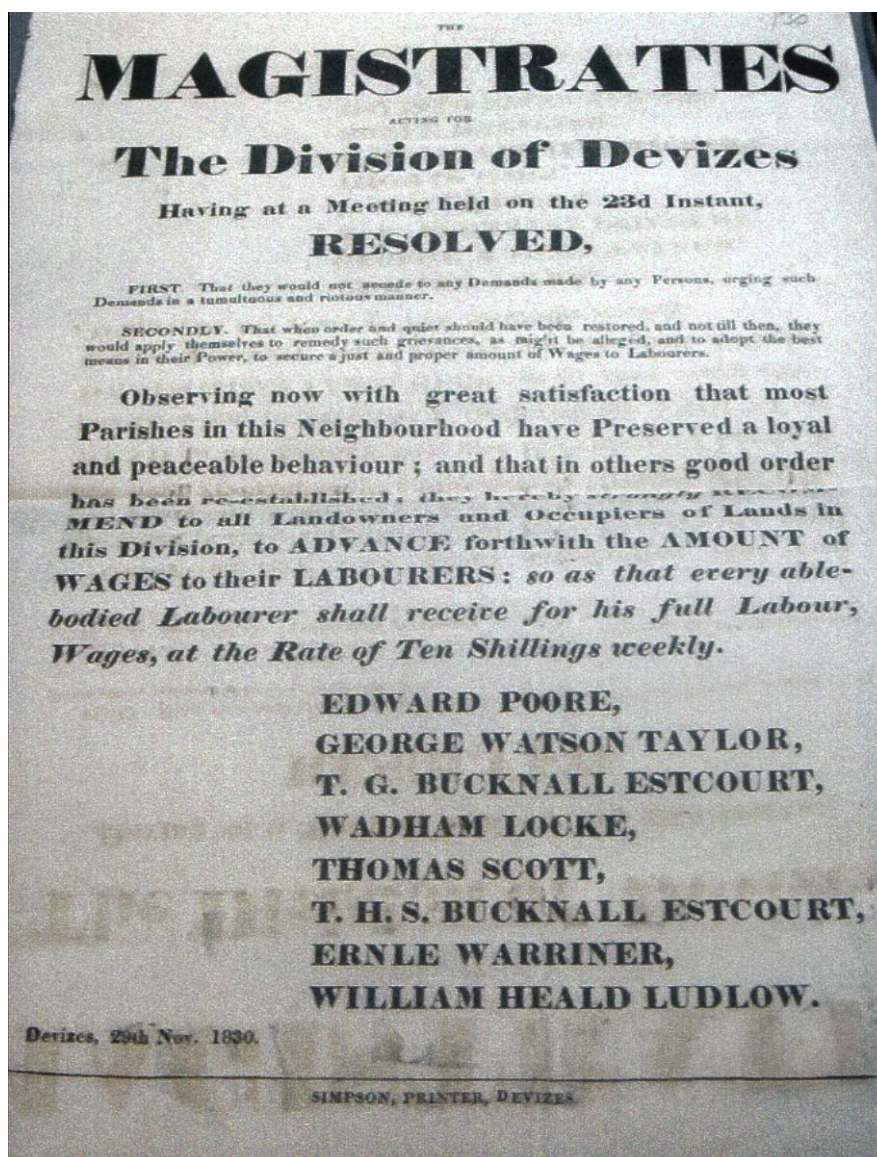 THE
MAGISTRATES
ACTING FOR
The Division of Devizes
Having at a Meeting held on the 23d Instant,
RESOLVED,
FIRST. That they would not accede to any Demands made by any Persons, urging such
Demands in a tumultuous and riotous manner.
SECONDLY. That when order and quiet should have been restored, and not till then, they
would apply themselves to remedy such grievances, as might be alleged, and to adopt the best
means in their Power, to secure a just and proper amount of Wages to Labourers.
Observing now with great satisfaction that most
Parishes in this Neighbourhood have Preserved a loyal
and peaceable behaviour; and that in others good order
has been re-established; they hereby strongly RECOM-
MEND to all Landowners and Occupiers of Lands in
this Division, to ADVANCE forthwith the AMOUNT of
WAGES to their LABOURERS: so as that every able-
bodied Labourer shall receive for his full Labour,
Wages, at the Rate of Ten Shillings weekly.
EDWARD POORE,
GEORGE WATSON TAYLOR,
T. G. BUCKNALL ESTCOURT,
WADHAM LOCKE,
THOMAS SCOTT,
T. H. S. BUCKNALL ESTCOURT,
ERNLE WARRINER,
WILLIAM HEALD LUDLOW.
Devizes, 29th Nov. 1830.
SIMPSON, PRINTER, DEVIZES.